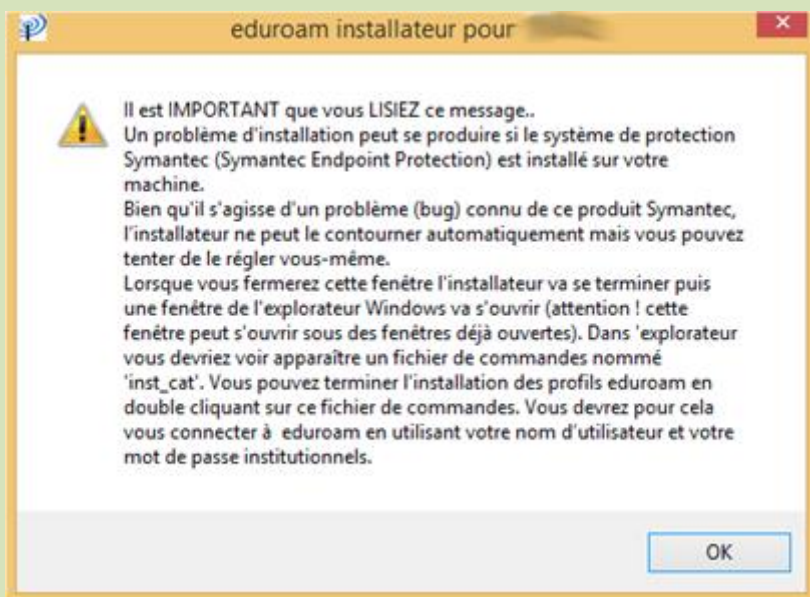 eduroam installateur pour
Il est IMPORTANT que vous LISIEZ ce message..
Un problème d'installation peut se produire si le système de protection
Symantec (Symantec Endpoint Protection) est installé sur votre
machine.
Bien qu'il s'agisse d'un problème (bug) connu de ce produit Symantec,
l'installateur ne peut le contourner automatiquement mais vous pouvez
tenter de le régler vous-même.
Lorsque vous fermerez cette fenêtre l'installateur va se terminer puis
une fenêtre de l'explorateur Windows va s'ouvrir (attention ! cette
fenêtre peut s'ouvrir sous des fenêtres déjà ouvertes). Dans 'explorateur
vous devriez voir apparaître un fichier de commandes nommé
'inst_cat'. Vous pouvez terminer l'installation des profils eduroam en
double cliquant sur ce fichier de commandes. Vous devrez pour cela
vous connecter à  eduroam en utilisant votre nom d'utilisateur et votre
mot de passe institutionnels.
OK